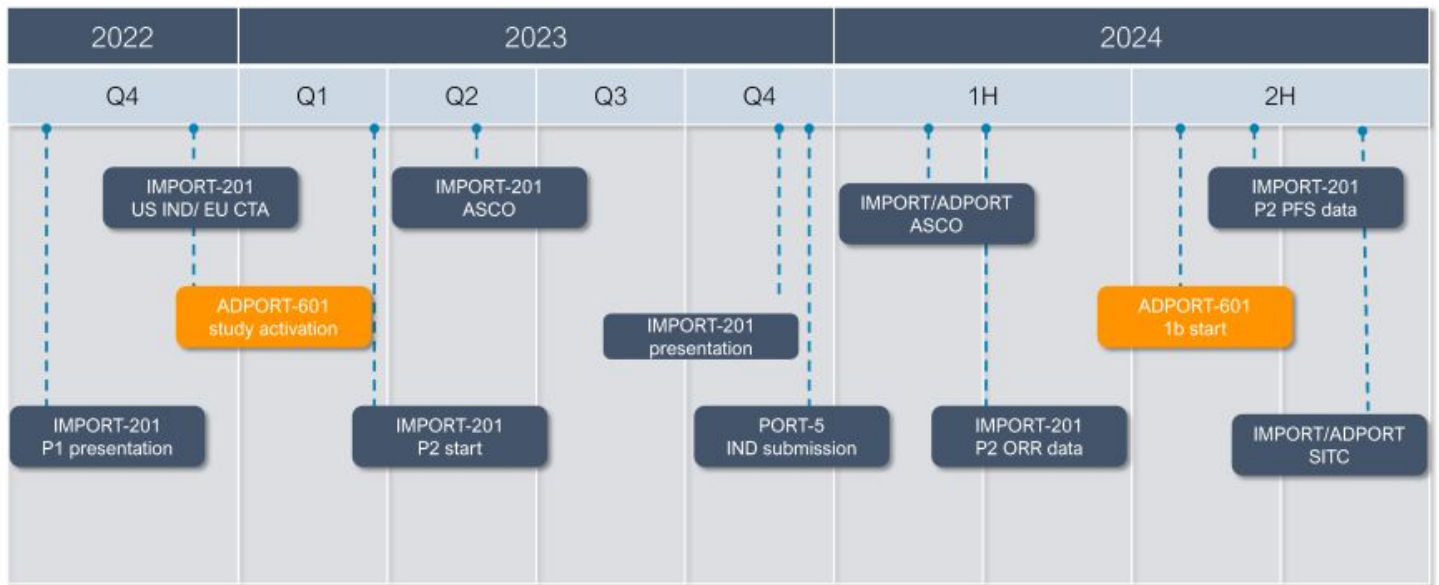 2022
2023
2024
Q4
Q1
Q2
Q3
Q4
1H
2H
IMPORT-201
US IND/ EU CTA
IMPORT-201
ASCO
IMPORT/ADPORT
ASCO
IMPORT-201
P2 PFS data
ADPORT-601
study activation
IMPORT-201
presentation
ADPORT-601
1b start
IMPORT-201
P1 presentation
IMPORT-201
P2 start
PORT-5
IND submission
IMPORT-201
P2 ORR data
IMPORT/ADPORT
SITC